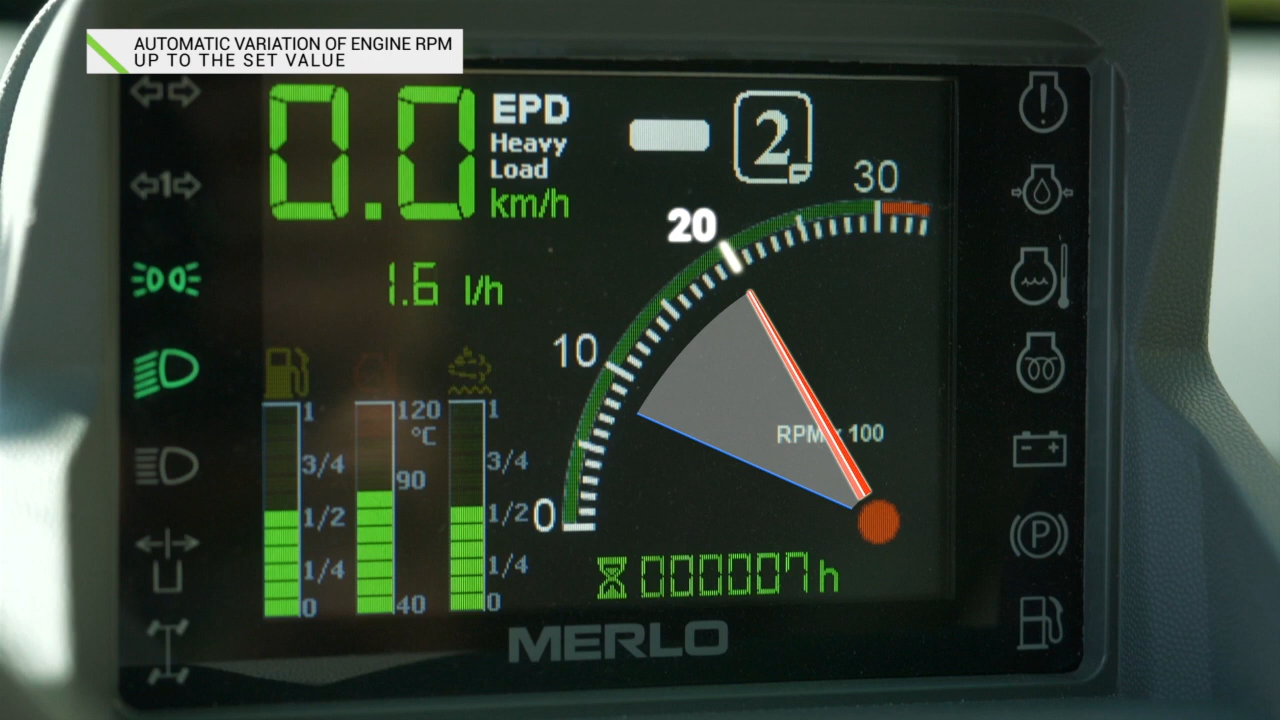 AUTOMATIC VARIATION OF ENGINE RPM
UP TO THE SET VALUE
0.0
EPD
Heavy
Load
km/h
2
30
20
1.6 l/h
10
1
120
°C
1
3/4
90
3/4
RPM x 100
1/2
1/2
0
1/4
1/4
0
40
0
000007 h
MERLO
1
P